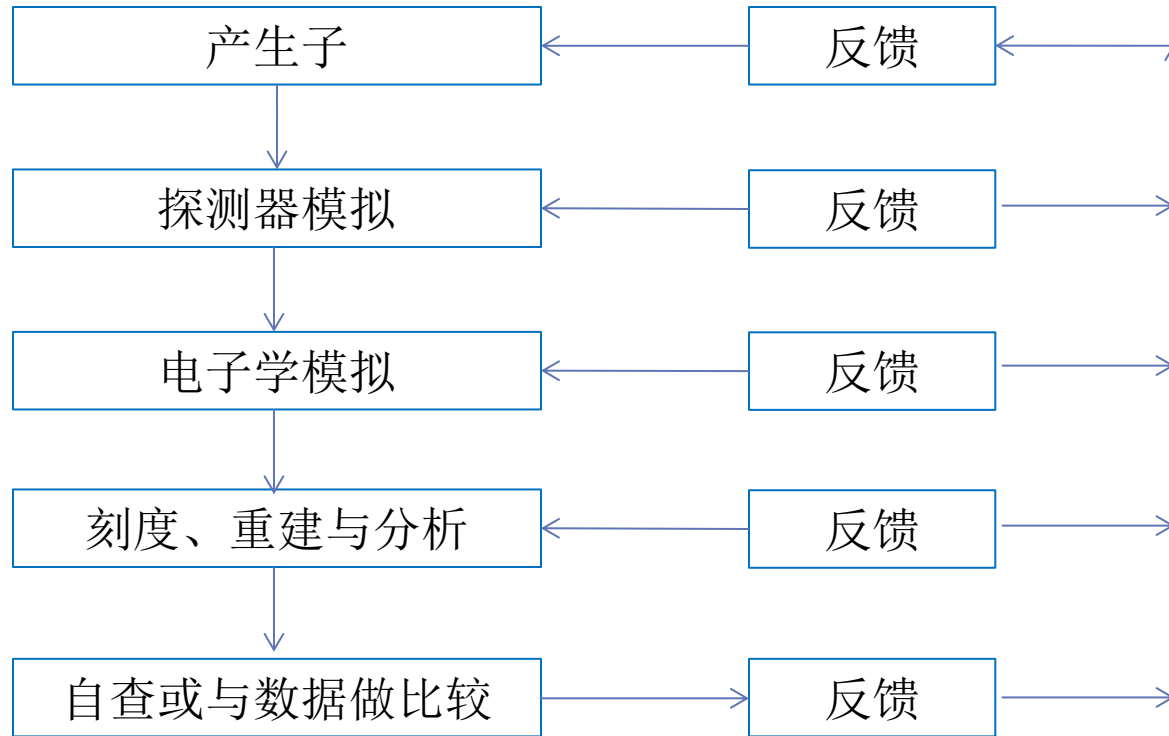 产生子
反馈
探测器模拟
反馈
电子学模拟
反馈
刻度、重建与分析
反馈
自查或与数据做比较
反馈